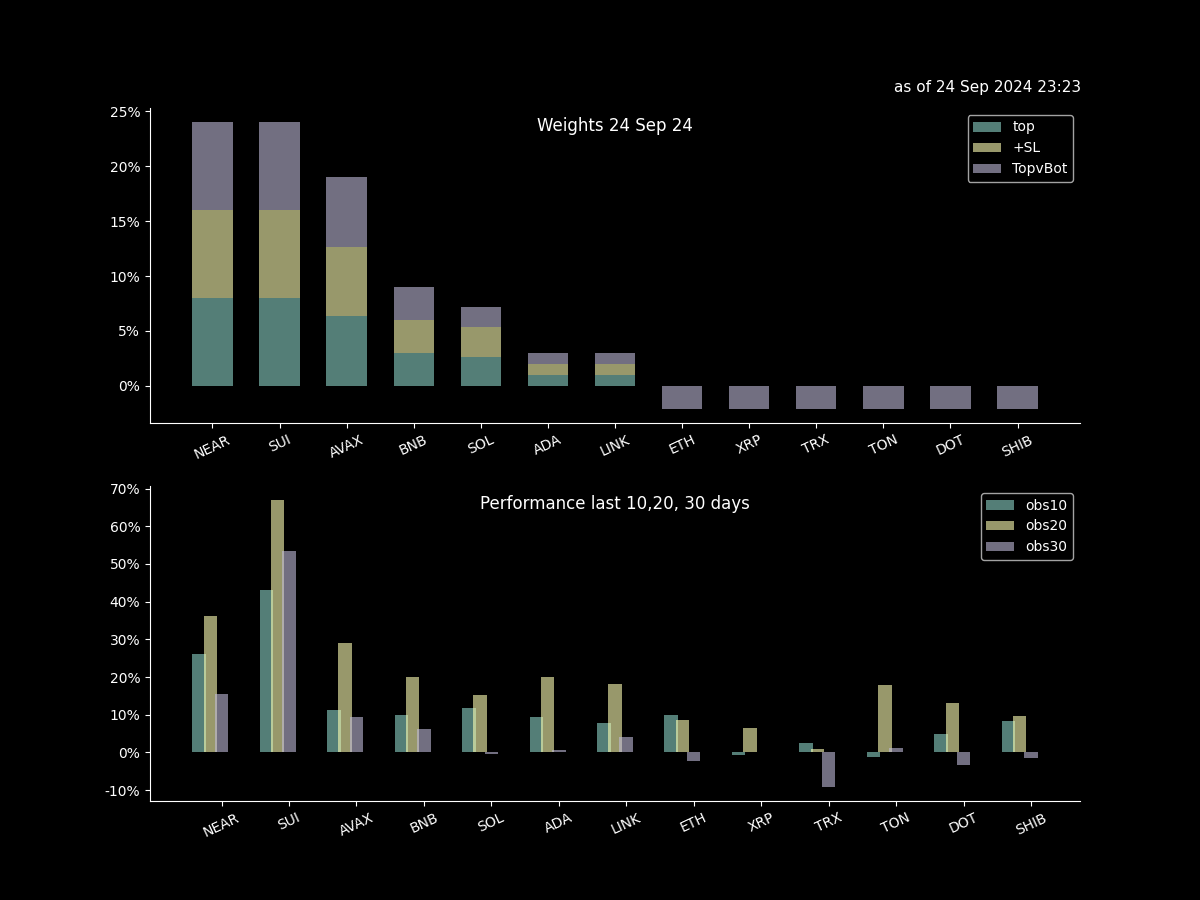 as of 24 Sep 2024 23:23
Weights 24 Sep 24
top
+SL
TopvBot
25%
20%
15%
10%
5%
0%
NEAR SUI AVAX BNB SOL ADA LINK ETH XRP TRX TON DOT SHIB
Performance last 10,20, 30 days
obs10
obs20
obs30
70%
60%
50%
40%
30%
20%
10%
0%
-10%
NEAR SUI AVAX BNB SOL ADA LINK ETH XRP TRX TON DOT SHIB